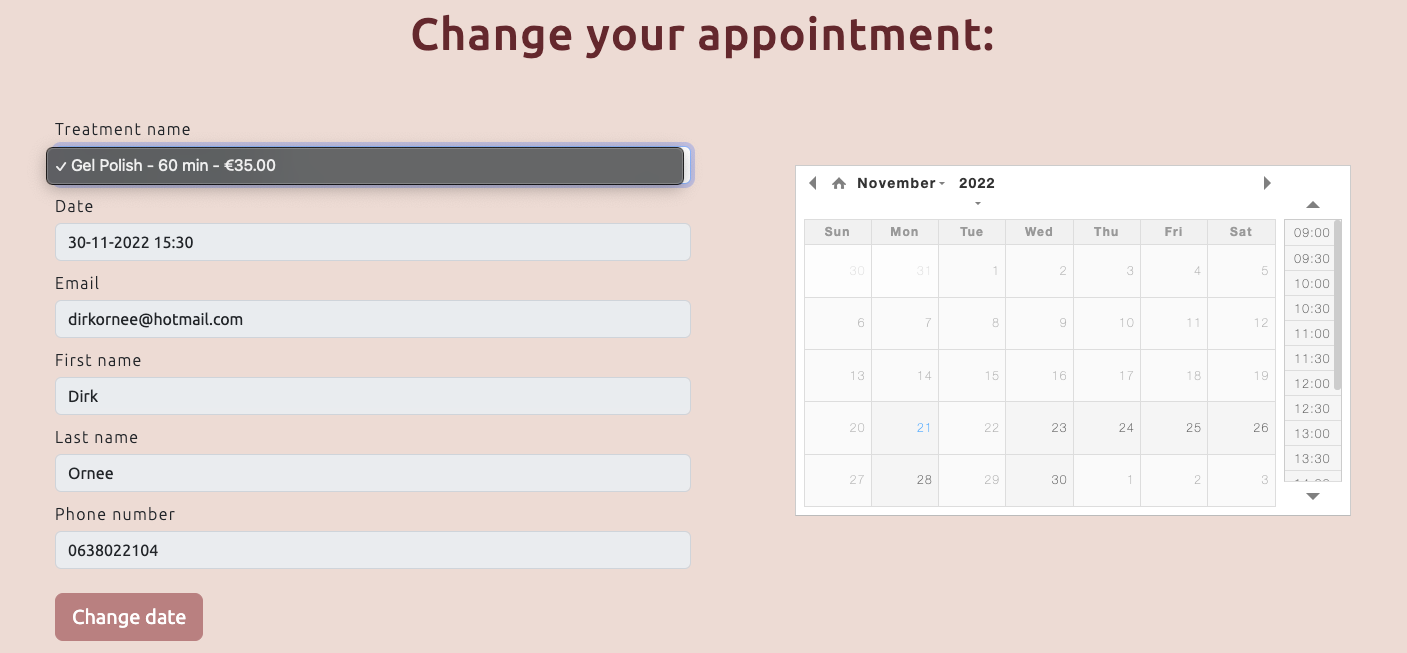 Change your appointment:
Treatment name
✓ Gel Polish - 60 min - €35.00
Date
30-11-2022 15:30
Email
dirkornee@hotmail.com
First name
Dirk
Last name
Ornee
Phone number
0638022104
Change date
November 2022
Sun Mon Tue Wed Thu Fri Sat
30 31 1 2 3 4 5
6 7 8 9 10 11 12
13 14 15 16 17 18 19
20 21 22 23 24 25 26
27 28 29 30 1 2 3
09:00
09:30
10:00
10:30
11:00
11:30
12:00
12:30
13:00
13:30